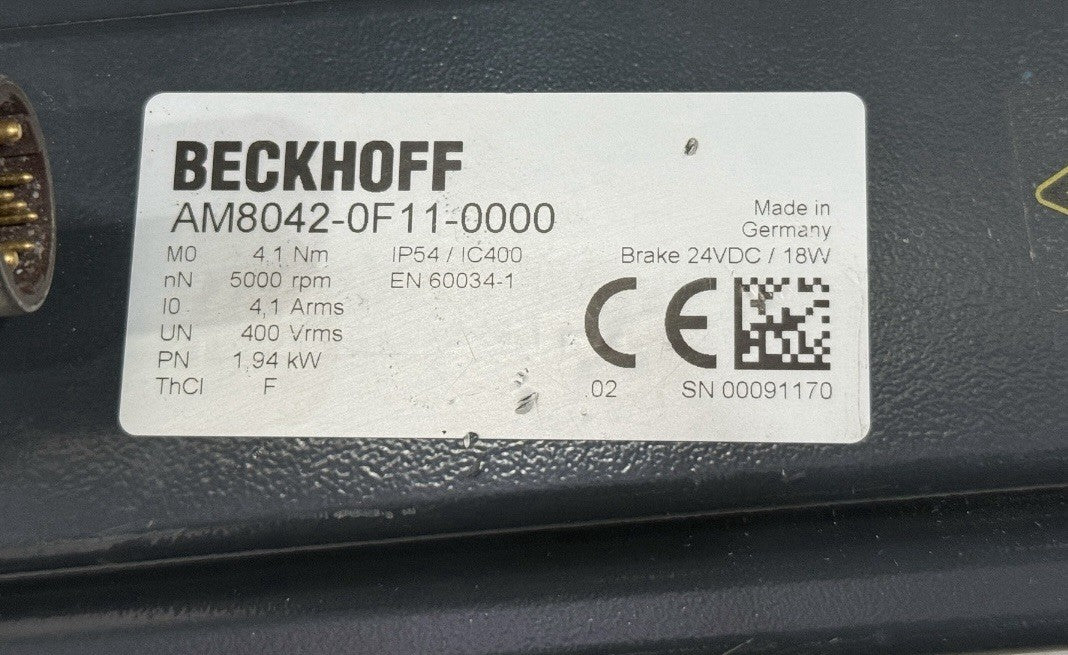 BECKHOFF
AM8042-0F11-0000
Made in
Germany
M0 4,1 Nm IP54 / IC400 Brake 24VDC / 18W
nN 5000 rpm EN 60034-1
I0 4,1 Arms
UN 400 Vrms
PN 1,94 kW
ThCl F
CE
02 SN 00091170